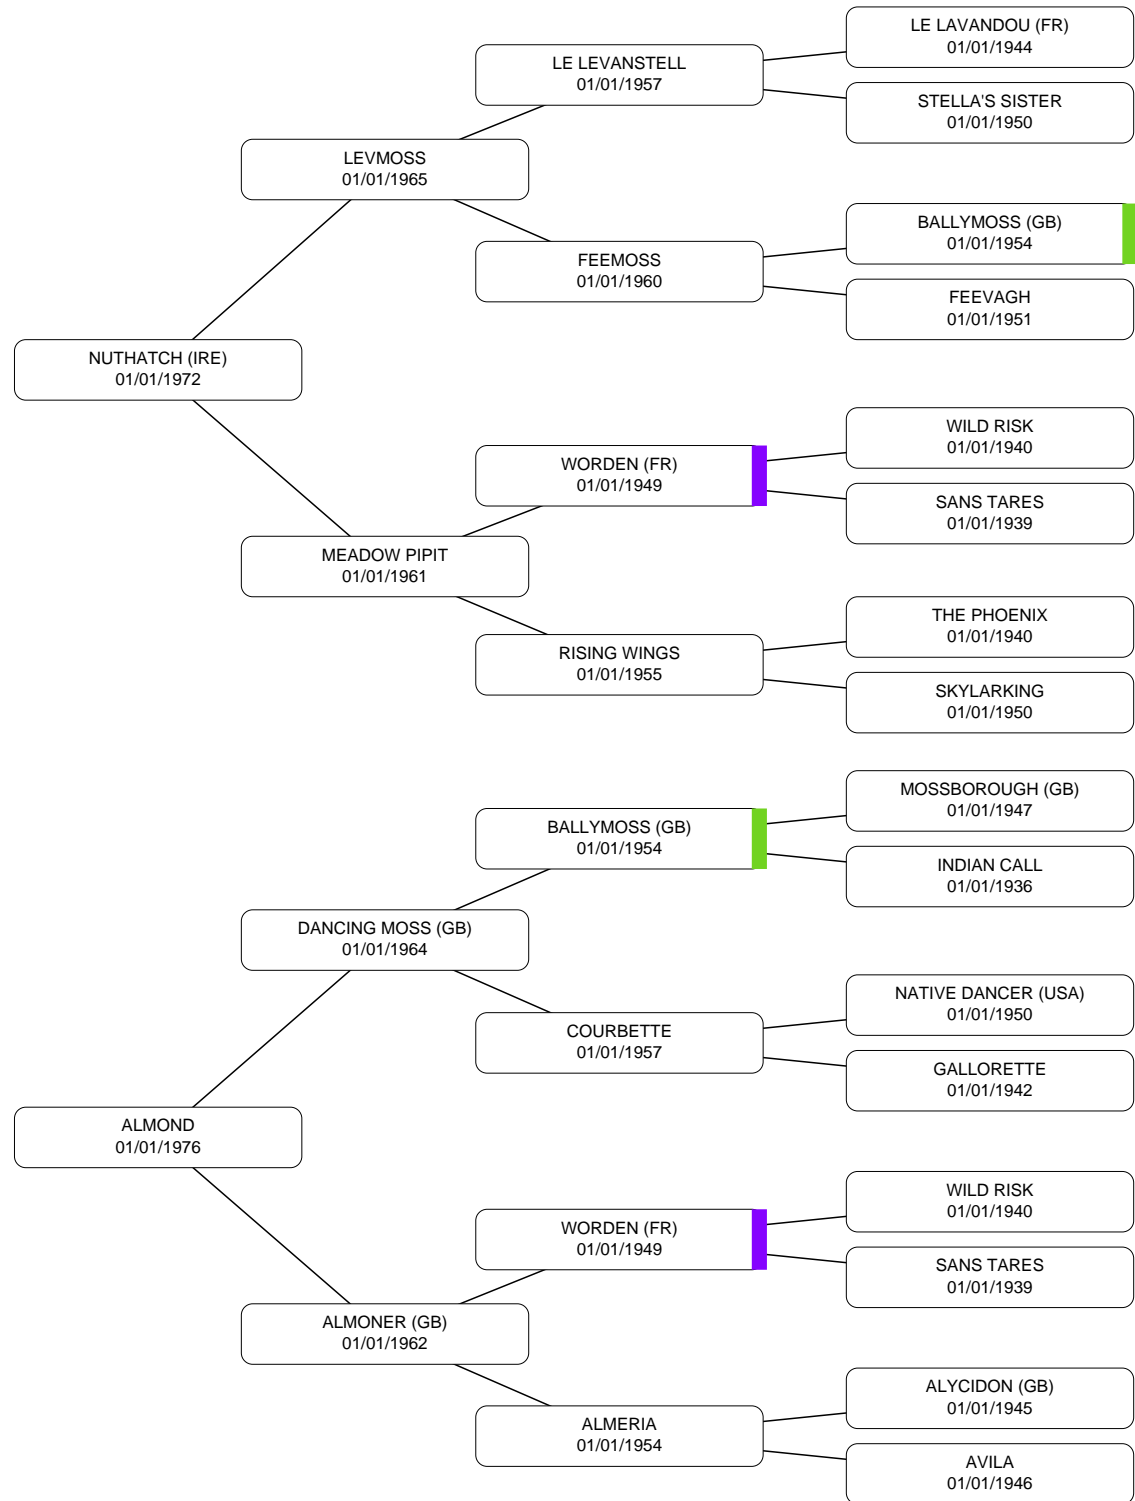 LE LAVANDOU (FR)
01/01/1944
LE LEVANSTELL
01/01/1957
STELLA'S SISTER
01/01/1950
LEVMOSS
01/01/1965
BALLYMOSS (GB)
01/01/1954
FEEMOSS
01/01/1960
FEEVAGH
01/01/1951
NUTHATCH (IRE)
01/01/1972
WILD RISK
01/01/1940
WORDEN (FR)
01/01/1949
SANS TARES
01/01/1939
MEADOW PIPIT
01/01/1961
THE PHOENIX
01/01/1940
RISING WINGS
01/01/1955
SKYLARKING
01/01/1950
MOSSBOROUGH (GB)
01/01/1947
BALLYMOSS (GB)
01/01/1954
INDIAN CALL
01/01/1936
DANCING MOSS (GB)
01/01/1964
NATIVE DANCER (USA)
01/01/1950
COURBETTE
01/01/1957
GALLORETTE
01/01/1942
ALMOND
01/01/1976
WILD RISK
01/01/1940
WORDEN (FR)
01/01/1949
SANS TARES
01/01/1939
ALMONER (GB)
01/01/1962
ALYCIDON (GB)
01/01/1945
ALMERIA
01/01/1954
AVILA
01/01/1946